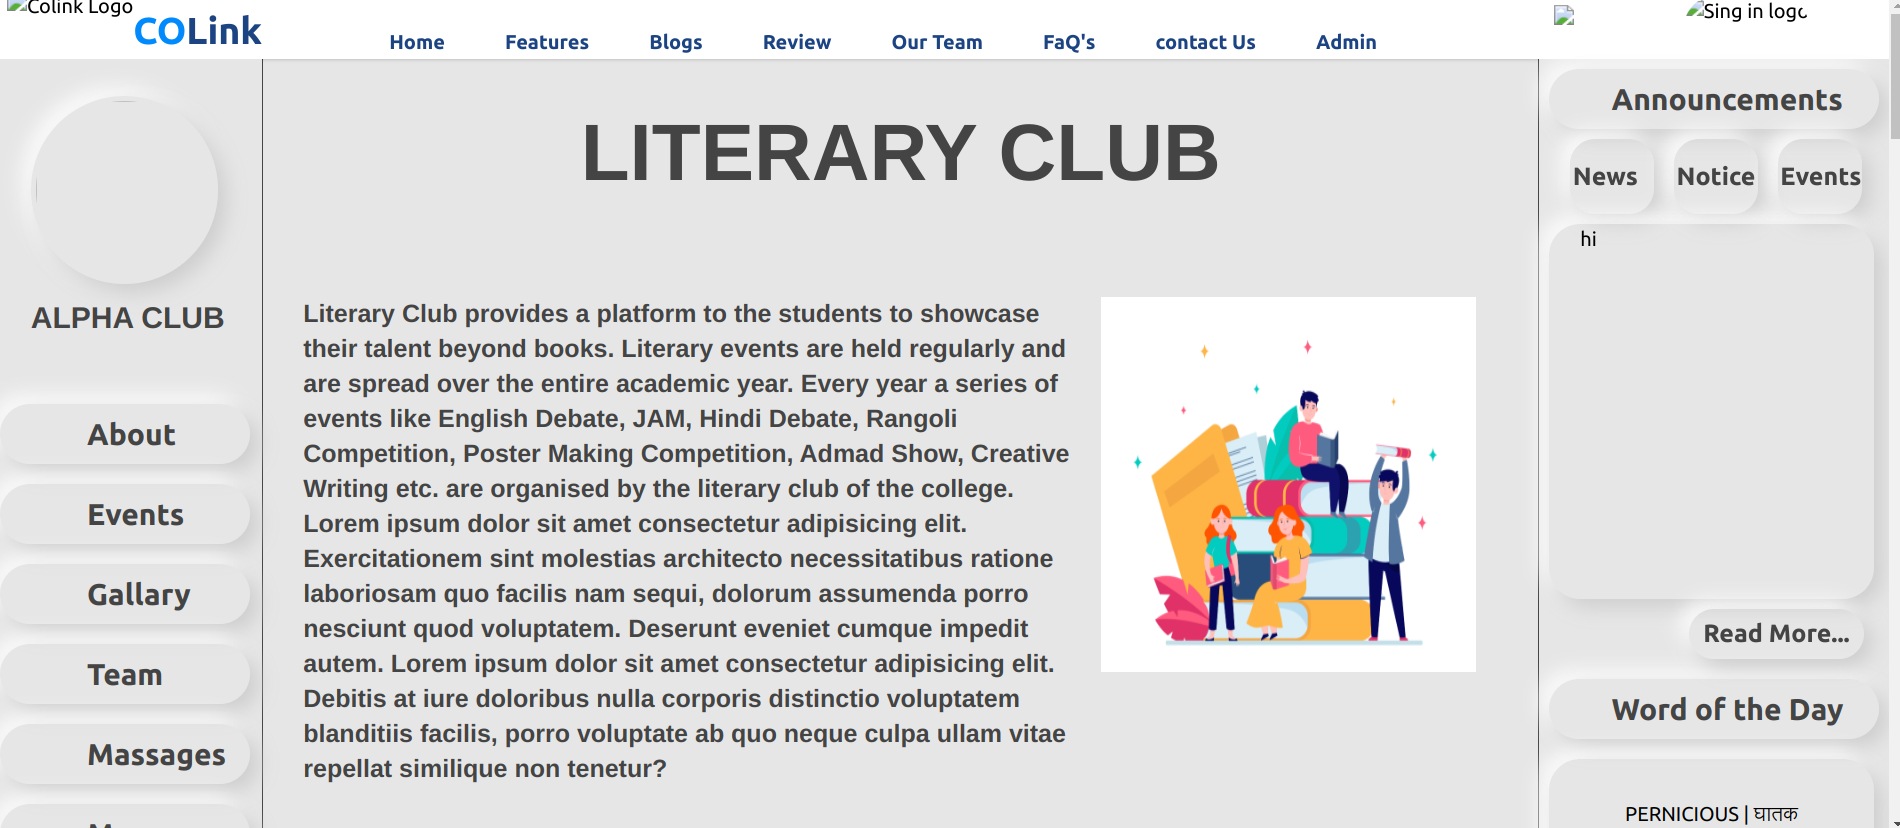 Colink Logo
COLink
Home Features Blogs Review Our Team FaQ's contact Us Admin
Sing in logo
ALPHA CLUB
About
Events
Gallary
Team
Massages
LITERARY CLUB
Literary Club provides a platform to the students to showcase
their talent beyond books. Literary events are held regularly and
are spread over the entire academic year. Every year a series of
events like English Debate, JAM, Hindi Debate, Rangoli
Competition, Poster Making Competition, Admad Show, Creative
Writing etc. are organised by the literary club of the college.
Lorem ipsum dolor sit amet consectetur adipisicing elit.
Exercitationem sint molestias architecto necessitatibus ratione
laboriosam quo facilis nam sequi, dolorum assumenda porro
nesciunt quod voluptatem. Deserunt eveniet cumque impedit
autem. Lorem ipsum dolor sit amet consectetur adipisicing elit.
Debitis at iure doloribus nulla corporis distinctio voluptatem
blanditiis facilis, porro voluptate ab quo neque culpa ullam vitae
repellat similique non tenetur?
Announcements
News Notice Events
hi
Read More...
Word of the Day
PERNICIOUS | घातक